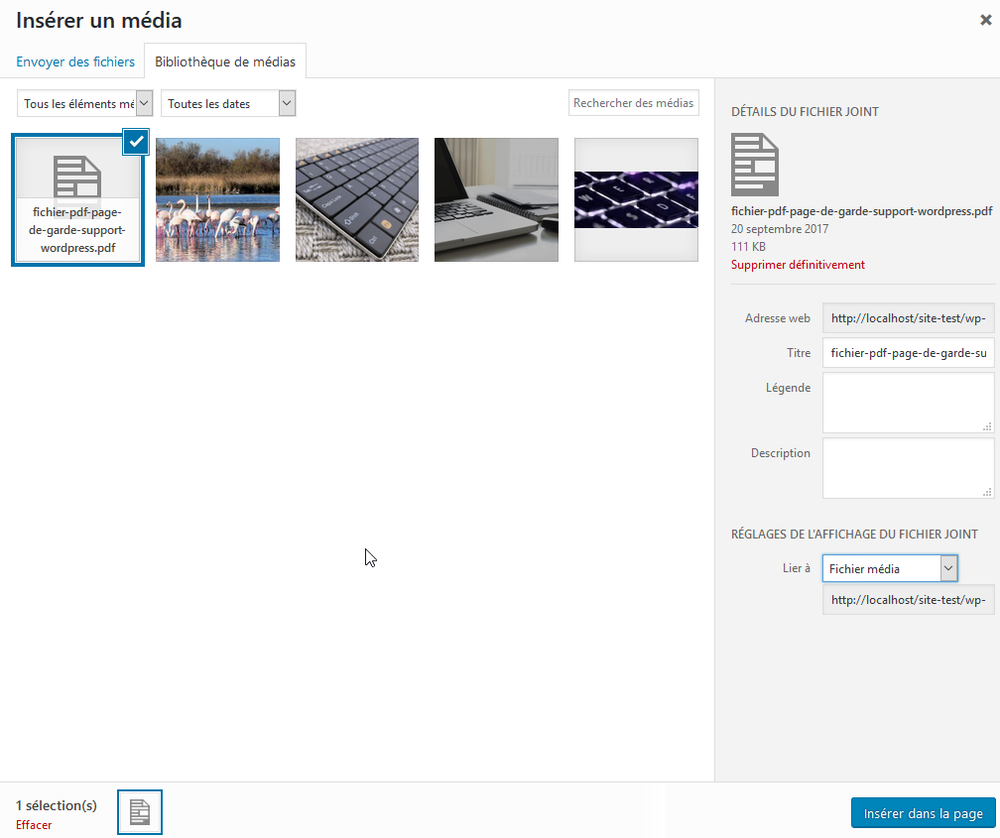 Insérer un média
Envoyer des fichiers
Bibliothèque de médias
Tous les éléments mé
Toutes les dates
Rechercher des médias
fichier-pdf-page-
de-garde-support-
wordpress.pdf
DÉTAILS DU FICHIER JOINT
fichier-pdf-page-de-garde-support-wordpress.pdf
20 septembre 2017
111 KB
Supprimer définitivement
Adresse web
http://localhost/site-test/wp-
Titre
fichier-pdf-page-de-garde-su
Légende
Description
RÉGLAGES DE L'AFFICHAGE DU FICHIER JOINT
Lier à
Fichier média
http://localhost/site-test/wp-
1 sélection(s)
Effacer
Insérer dans la page